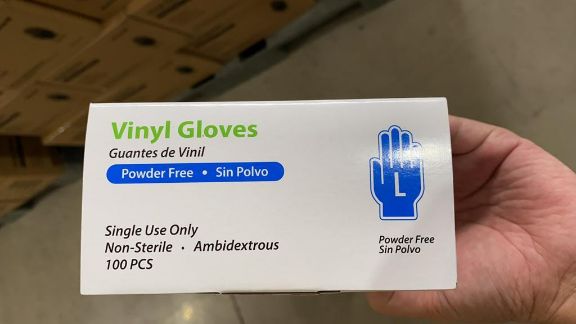 Vinyl Gloves
Guantes de Vinil
Powder Free • Sin Polvo
Single Use Only
Non-Sterile • Ambidextrous
100 PCS
L
Powder Free
Sin Polvo